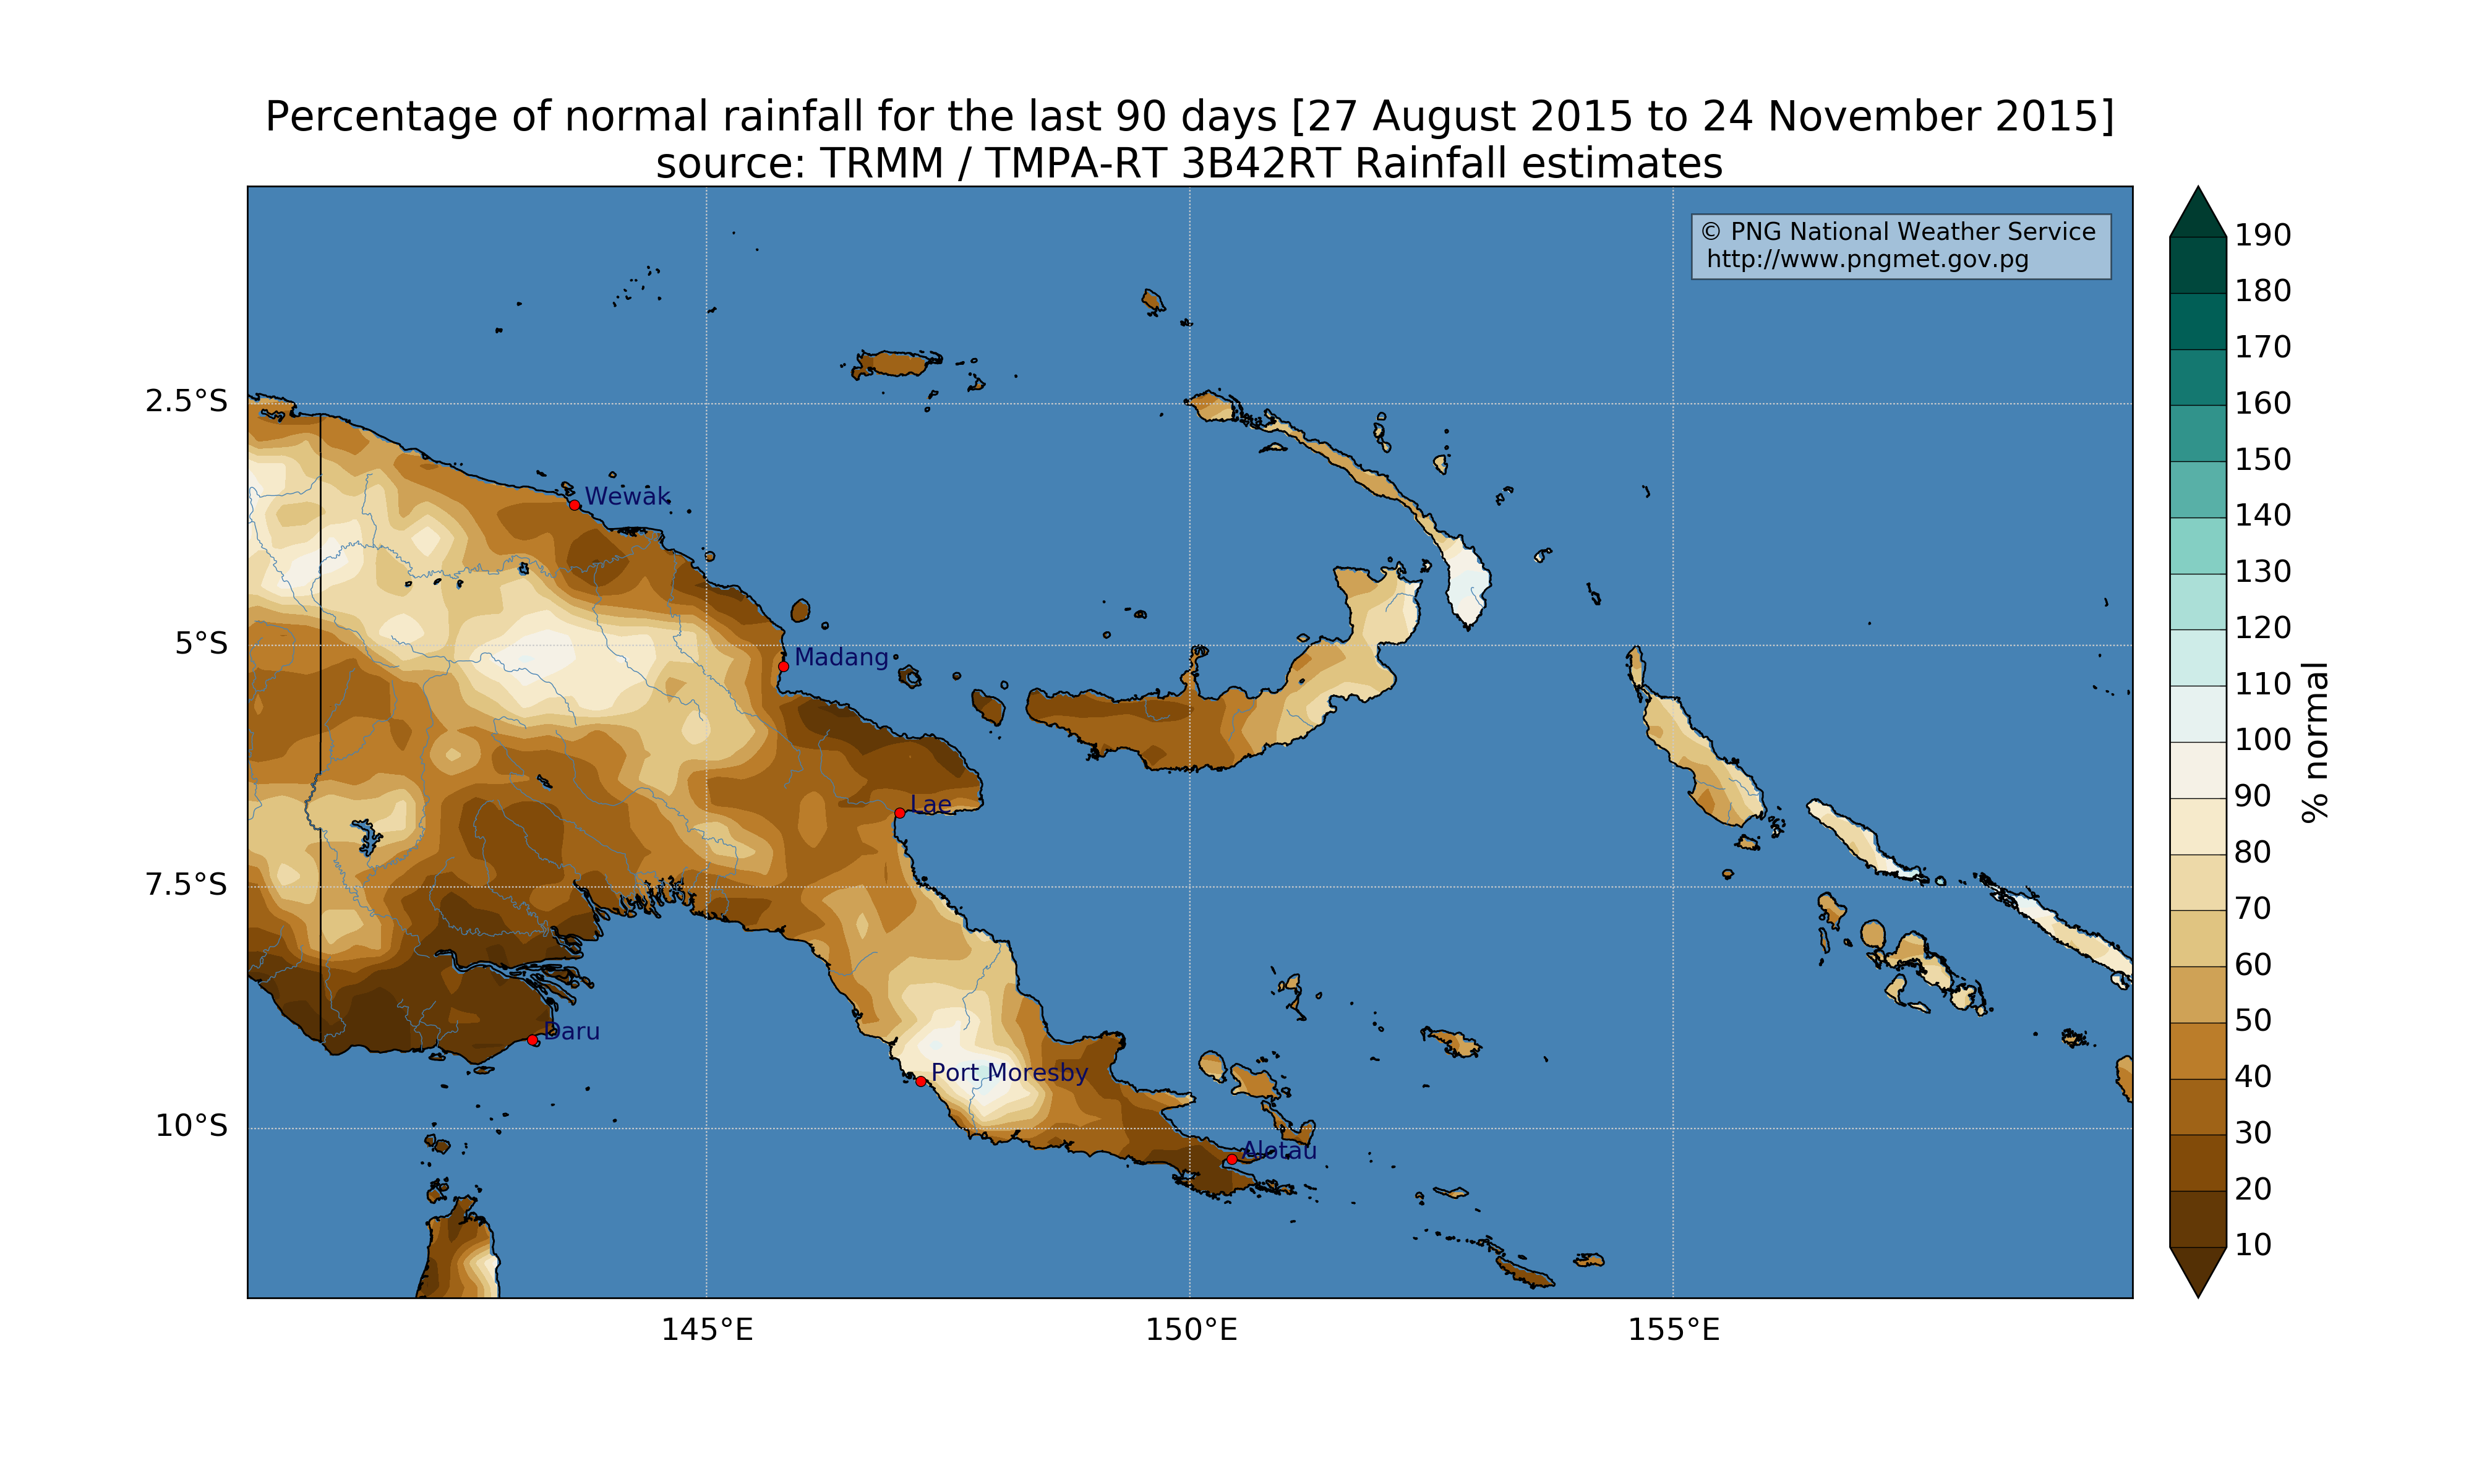 Percentage of normal rainfall for the last 90 days [27 August 2015 to 24 November 2015]
source: TRMM / TMPA-RT 3B42RT Rainfall estimates
© PNG National Weather Service
http://www.pngmet.gov.pg
2.5°S
5°S
7.5°S
10°S
Wewak
Madang
Lae
Daru
Port Moresby
Alotau
145°E
150°E
155°E
190
180
170
160
150
140
130
120
110
100
90
80
70
60
50
40
30
20
10
% normal